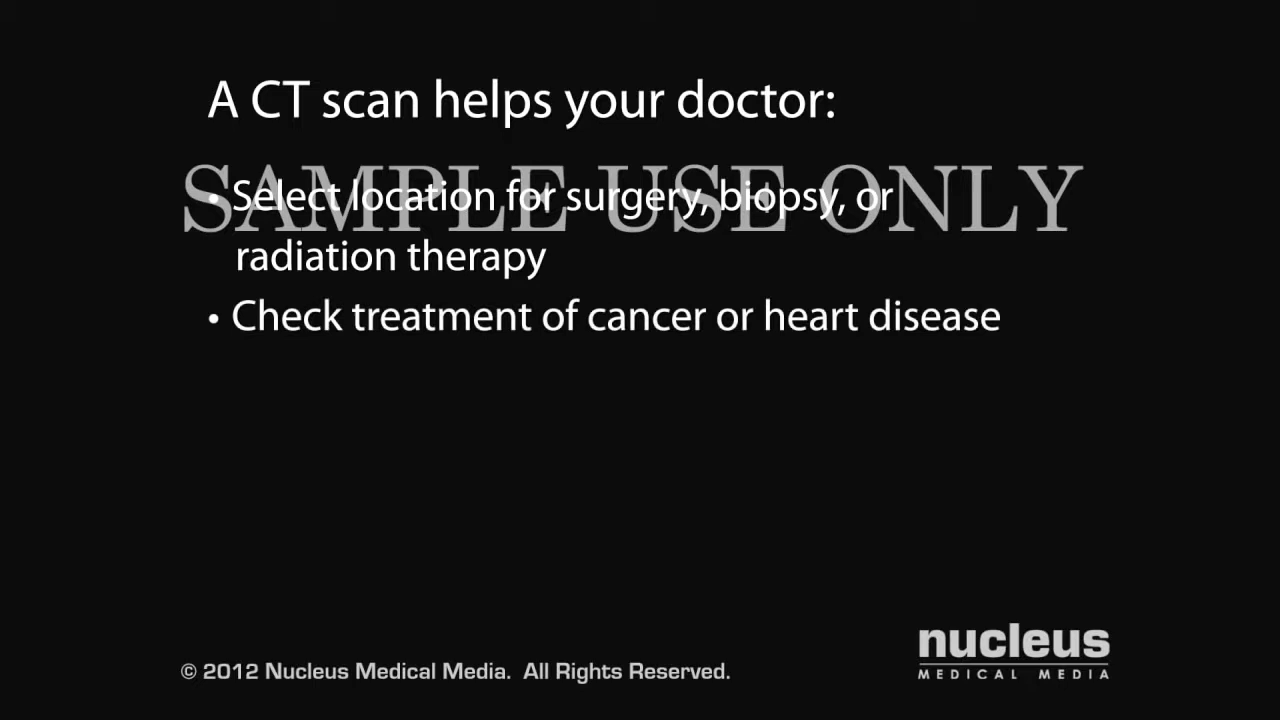 A CT scan helps your doctor:
SAMPLE USE ONLY
• Select location for surgery, biopsy, or
radiation therapy
• Check treatment of cancer or heart disease
nucleus
MEDICAL MEDIA
© 2012 Nucleus Medical Media. All Rights Reserved.